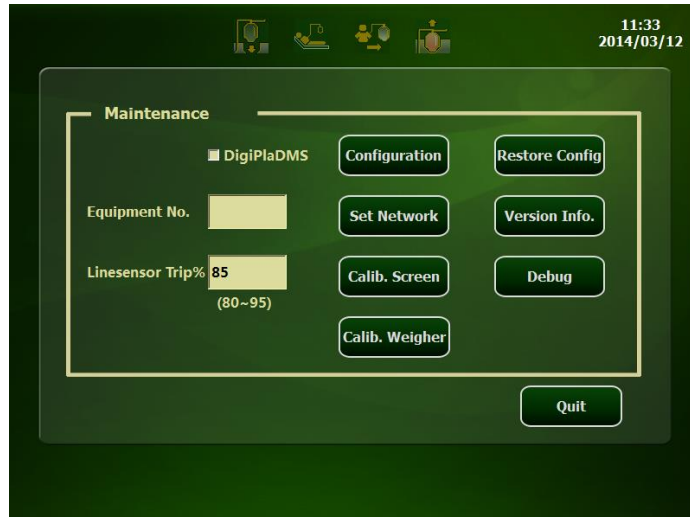 11:33
2014/03/12
Maintenance
DigiPlaDMS
Configuration
Restore Config
Equipment No.
Set Network
Version Info.
Linesensor Trip% 85
(80~95)
Calib. Screen
Debug
Calib. Weigher
Quit